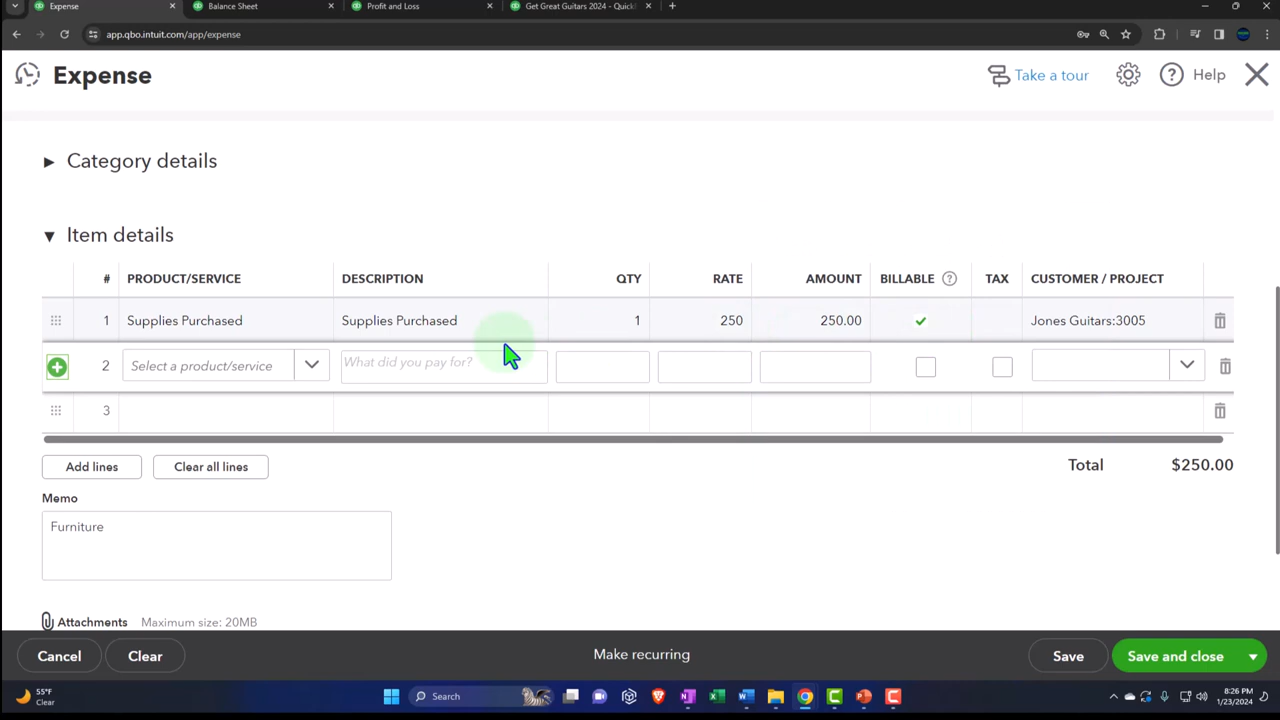 Expense
Balance Sheet
Profit and Loss
Get Great Guitars 2024 - Quickl
app.qbo.intuit.com/app/expense
Expense
Take a tour
Help
Category details
Item details
# PRODUCT/SERVICE DESCRIPTION QTY RATE AMOUNT BILLABLE ? TAX CUSTOMER / PROJECT
1 Supplies Purchased Supplies Purchased 1 250 250.00 Jones Guitars:3005
2 Select a product/service What did you pay for?
3
Add lines Clear all lines Total $250.00
Memo
Furniture
Attachments Maximum size: 20MB
Cancel Clear Make recurring Save Save and close
55°F
Clear
Search
8:26 PM
1/23/2024